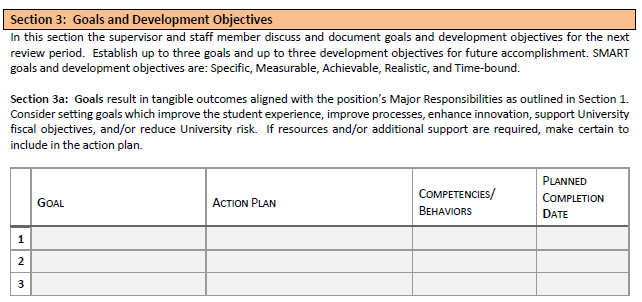 Section 3:  Goals and Development Objectives
In this section the supervisor and staff member discuss and document goals and development objectives for the next
review period.  Establish up to three goals and up to three development objectives for future accomplishment. SMART
goals and development objectives are: Specific, Measurable, Achievable, Realistic, and Time-bound.
Section 3a:  Goals result in tangible outcomes aligned with the position's Major Responsibilities as outlined in Section 1.
Consider setting goals which improve the student experience, improve processes, enhance innovation, support University
fiscal objectives, and/or reduce University risk.  If resources and/or additional support are required, make certain to
include in the action plan.
GOAL
ACTION PLAN
COMPETENCIES/
BEHAVIORS
PLANNED
COMPLETION
DATE
1
2
3